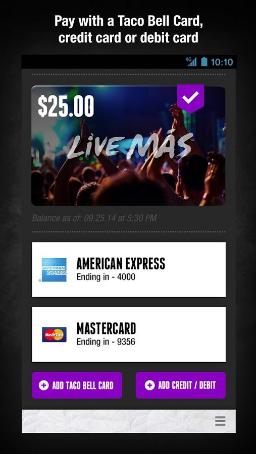 Pay with a Taco Bell Card,
credit card or debit card
10:10
$25.00
LIVE MÁS
Balance as of: 09.25.14 at 5:30 PM
AMERICAN EXPRESS
Ending in - 4000
MASTERCARD
Ending in - 9356
ADD TACO BELL CARD
ADD CREDIT / DEBIT